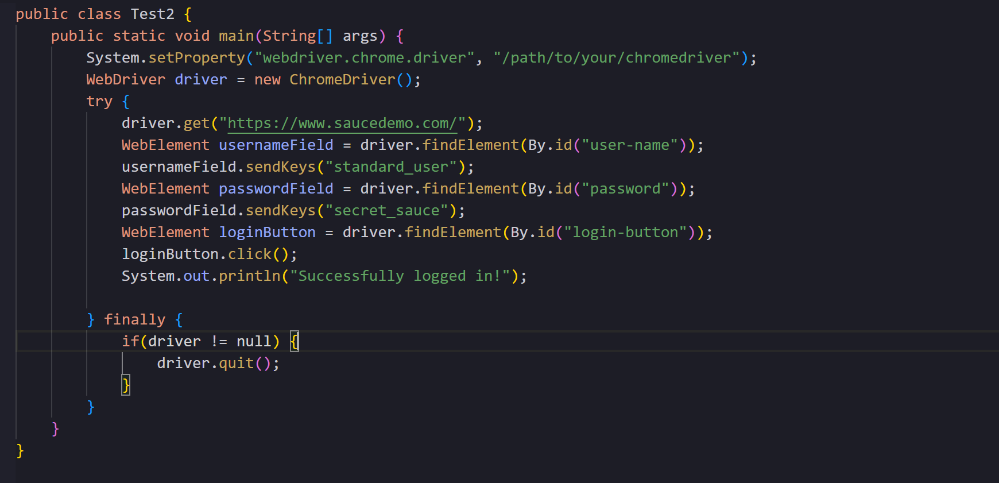 public class Test2 {
    public static void main(String[] args) {
        System.setProperty("webdriver.chrome.driver", "/path/to/your/chromedriver");
        WebDriver driver = new ChromeDriver();
        try {
            driver.get("https://www.saucedemo.com/");
            WebElement usernameField = driver.findElement(By.id("user-name"));
            usernameField.sendKeys("standard_user");
            WebElement passwordField = driver.findElement(By.id("password"));
            passwordField.sendKeys("secret_sauce");
            WebElement loginButton = driver.findElement(By.id("login-button"));
            loginButton.click();
            System.out.println("Successfully logged in!");

        } finally {
            if(driver != null) {
                driver.quit();
            }
        }
    }
}